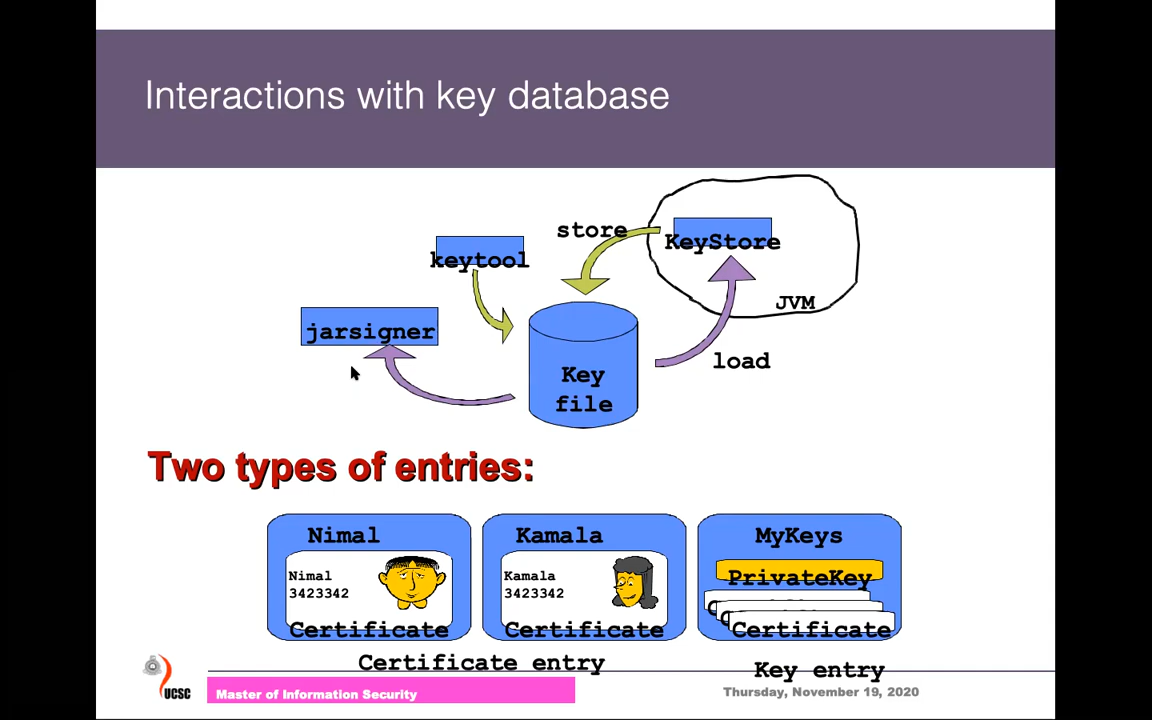 Interactions with key database
store
KeyStore
keytool
JVM
jarsigner
load
Key
file
Two types of entries:
Nimal
Kamala
MyKeys
Nimal
3423342
Kamala
3423342
PrivateKey
Certificate
Certificate
Certificate
Certificate entry
Key entry
UCSC
Master of Information Security
Thursday, November 19, 2020